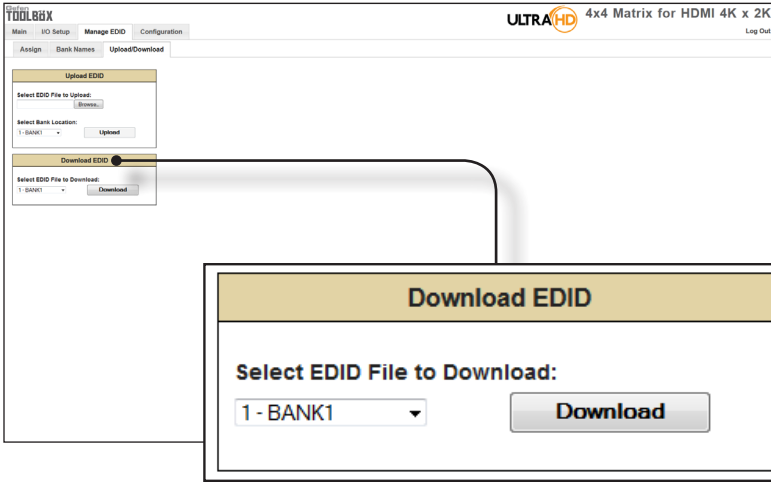 Gefen
TOOLBOX
ULTRA HD
4x4 Matrix for HDMI 4K x 2K
Log Out
Main I/O Setup Manage EDID Configuration
Assign Bank Names Upload/Download
Upload EDID
Select EDID File to Upload:
Browse..
Select Bank Location:
1 - BANK1 Upload
Download EDID
Select EDID File to Download:
1 - BANK1 Download
Download EDID
Select EDID File to Download:
1 - BANK1 Download